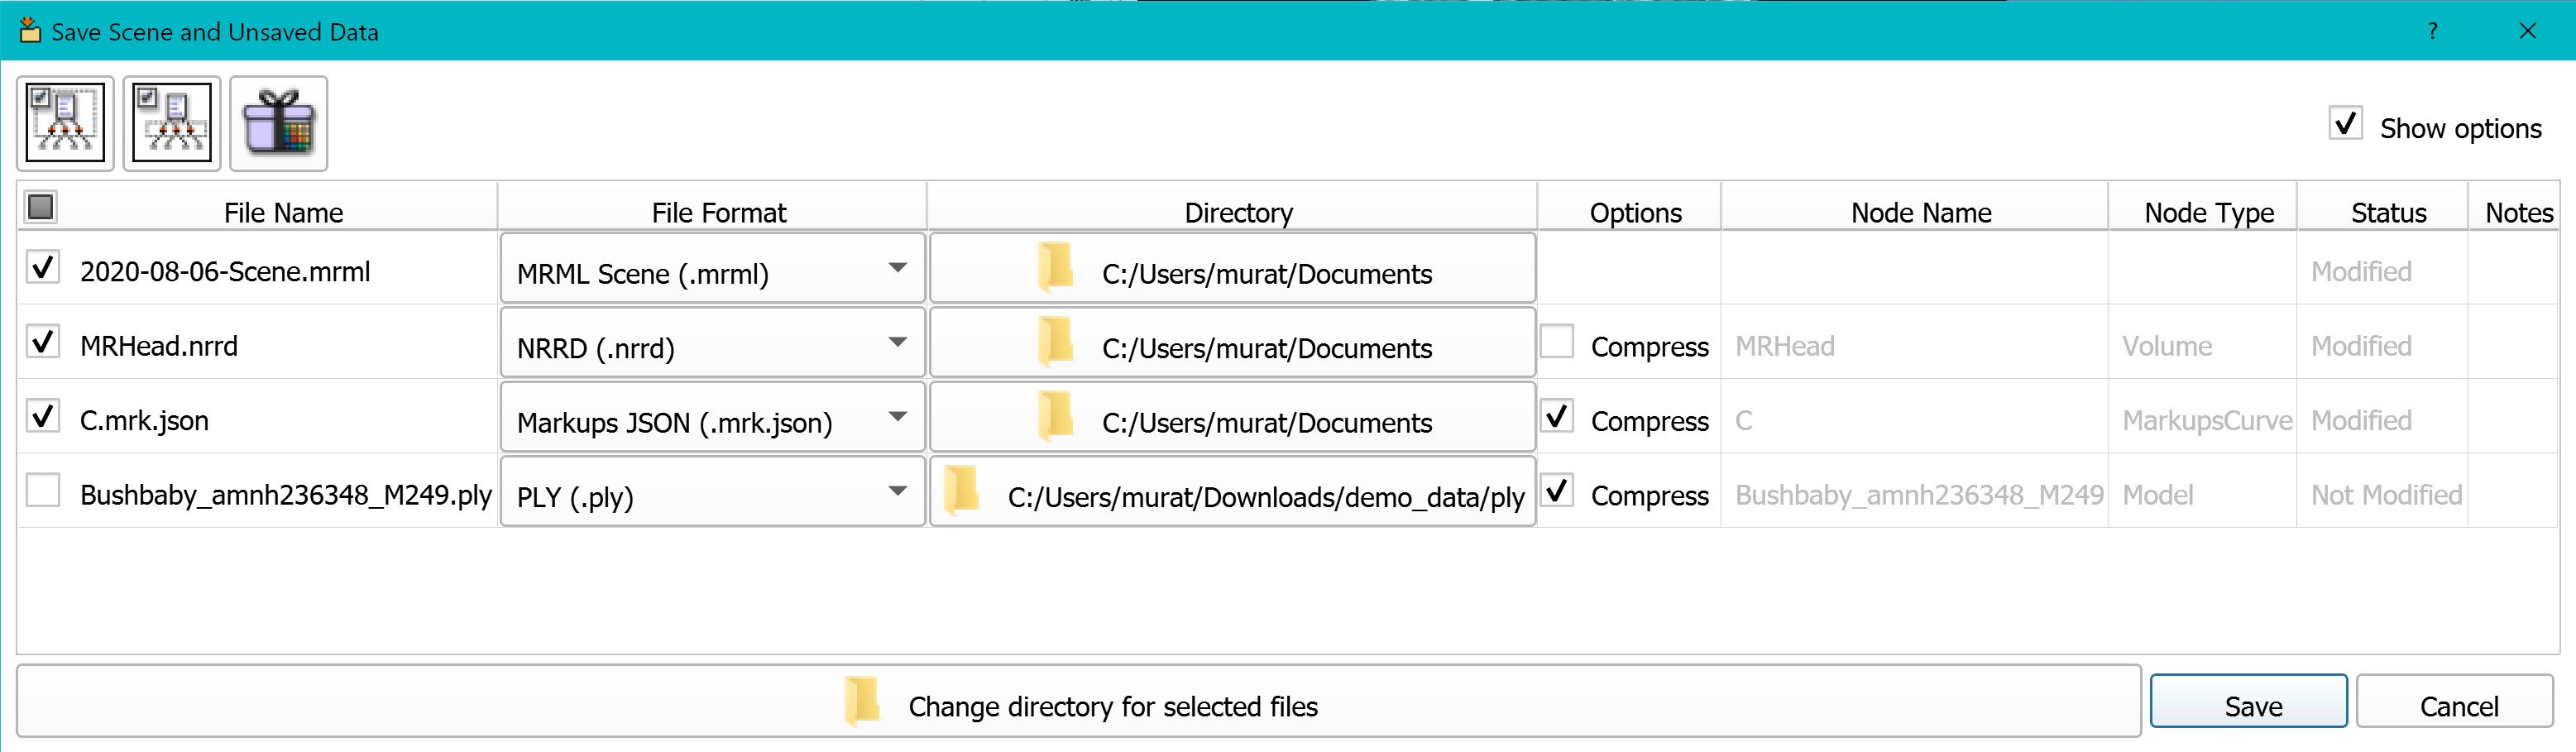 Save Scene and Unsaved Data ?
Show options
File Name File Format Directory Options Node Name Node Type Status Notes
2020-08-06-Scene.mrml MRML Scene (.mrml) C:/Users/murat/Documents Modified
MRHead.nrrd NRRD (.nrrd) C:/Users/murat/Documents Compress MRHead Volume Modified
C.mrk.json Markups JSON (.mrk.json) C:/Users/murat/Documents Compress C MarkupsCurve Modified
Bushbaby_amnh236348_M249.ply PLY (.ply) C:/Users/murat/Downloads/demo_data/ply Compress Bushbaby_amnh236348_M249 Model Not Modified
Change directory for selected files Save Cancel